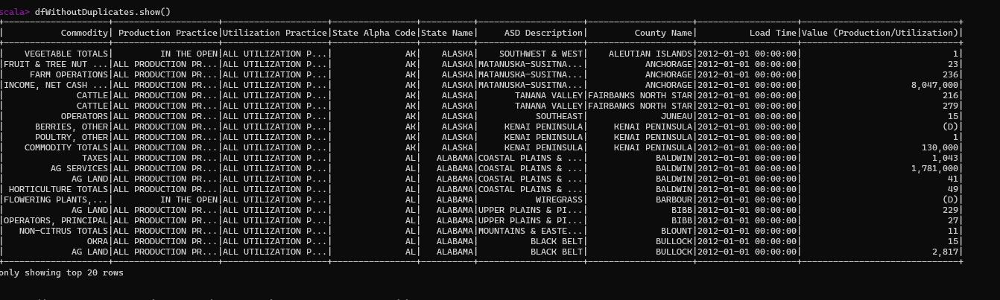 scala> dfWithoutDuplicates.show()
| Commodity| Production Practice|Utilization Practice|State Alpha Code|State Name| ASD Description| County Name| Load Time|Value (Production/Utilization)|
| VEGETABLE TOTALS| IN THE OPEN|ALL UTILIZATION P...| AK| ALASKA| SOUTHWEST & WEST| ALEUTIAN ISLANDS|2012-01-01 00:00:00| 1|
|FRUIT & TREE NUT ...|ALL PRODUCTION PR...|ALL UTILIZATION P...| AK| ALASKA|MATANUSKA-SUSITNA...| ANCHORAGE|2012-01-01 00:00:00| 23|
| FARM OPERATIONS|ALL PRODUCTION PR...|ALL UTILIZATION P...| AK| ALASKA|MATANUSKA-SUSITNA...| ANCHORAGE|2012-01-01 00:00:00| 236|
|INCOME, NET CASH ...|ALL PRODUCTION PR...|ALL UTILIZATION P...| AK| ALASKA|MATANUSKA-SUSITNA...| ANCHORAGE|2012-01-01 00:00:00| 8,047,000|
| CATTLE|ALL PRODUCTION PR...|ALL UTILIZATION P...| AK| ALASKA| TANANA VALLEY|FAIRBANKS NORTH STAR|2012-01-01 00:00:00| 216|
| CATTLE|ALL PRODUCTION PR...|ALL UTILIZATION P...| AK| ALASKA| TANANA VALLEY|FAIRBANKS NORTH STAR|2012-01-01 00:00:00| 279|
| OPERATORS|ALL PRODUCTION PR...|ALL UTILIZATION P...| AK| ALASKA| SOUTHEAST| JUNEAU|2012-01-01 00:00:00| 15|
| BERRIES, OTHER|ALL PRODUCTION PR...|ALL UTILIZATION P...| AK| ALASKA| KENAI PENINSULA| KENAI PENINSULA|2012-01-01 00:00:00| (D)|
| POULTRY, OTHER|ALL PRODUCTION PR...|ALL UTILIZATION P...| AK| ALASKA| KENAI PENINSULA| KENAI PENINSULA|2012-01-01 00:00:00| 1|
| COMMODITY TOTALS|ALL PRODUCTION PR...|ALL UTILIZATION P...| AK| ALASKA| KENAI PENINSULA| KENAI PENINSULA|2012-01-01 00:00:00| 130,000|
| TAXES|ALL PRODUCTION PR...|ALL UTILIZATION P...| AL| ALABAMA|COASTAL PLAINS & ...| BALDWIN|2012-01-01 00:00:00| 1,043|
| AG SERVICES|ALL PRODUCTION PR...|ALL UTILIZATION P...| AL| ALABAMA|COASTAL PLAINS & ...| BALDWIN|2012-01-01 00:00:00| 1,781,000|
| AG LAND|ALL PRODUCTION PR...|ALL UTILIZATION P...| AL| ALABAMA|COASTAL PLAINS & ...| BALDWIN|2012-01-01 00:00:00| 41|
| HORTICULTURE TOTALS|ALL PRODUCTION PR...|ALL UTILIZATION P...| AL| ALABAMA|COASTAL PLAINS & ...| BALDWIN|2012-01-01 00:00:00| 49|
|FLOWERING PLANTS,...| IN THE OPEN|ALL UTILIZATION P...| AL| ALABAMA| WIREGRASS| BARBOUR|2012-01-01 00:00:00| (D)|
| AG LAND|ALL PRODUCTION PR...|ALL UTILIZATION P...| AL| ALABAMA|UPPER PLAINS & PI...| BIBB|2012-01-01 00:00:00| 229|
|OPERATORS, PRINCIPAL|ALL PRODUCTION PR...|ALL UTILIZATION P...| AL| ALABAMA|UPPER PLAINS & PI...| BIBB|2012-01-01 00:00:00| 27|
| NON-CITRUS TOTALS|ALL PRODUCTION PR...|ALL UTILIZATION P...| AL| ALABAMA|MOUNTAINS & EASTE...| BLOUNT|2012-01-01 00:00:00| 11|
| OKRA|ALL PRODUCTION PR...|ALL UTILIZATION P...| AL| ALABAMA| BLACK BELT| BULLOCK|2012-01-01 00:00:00| 15|
| AG LAND|ALL PRODUCTION PR...|ALL UTILIZATION P...| AL| ALABAMA| BLACK BELT| BULLOCK|2012-01-01 00:00:00| 2,817|
only showing top 20 rows